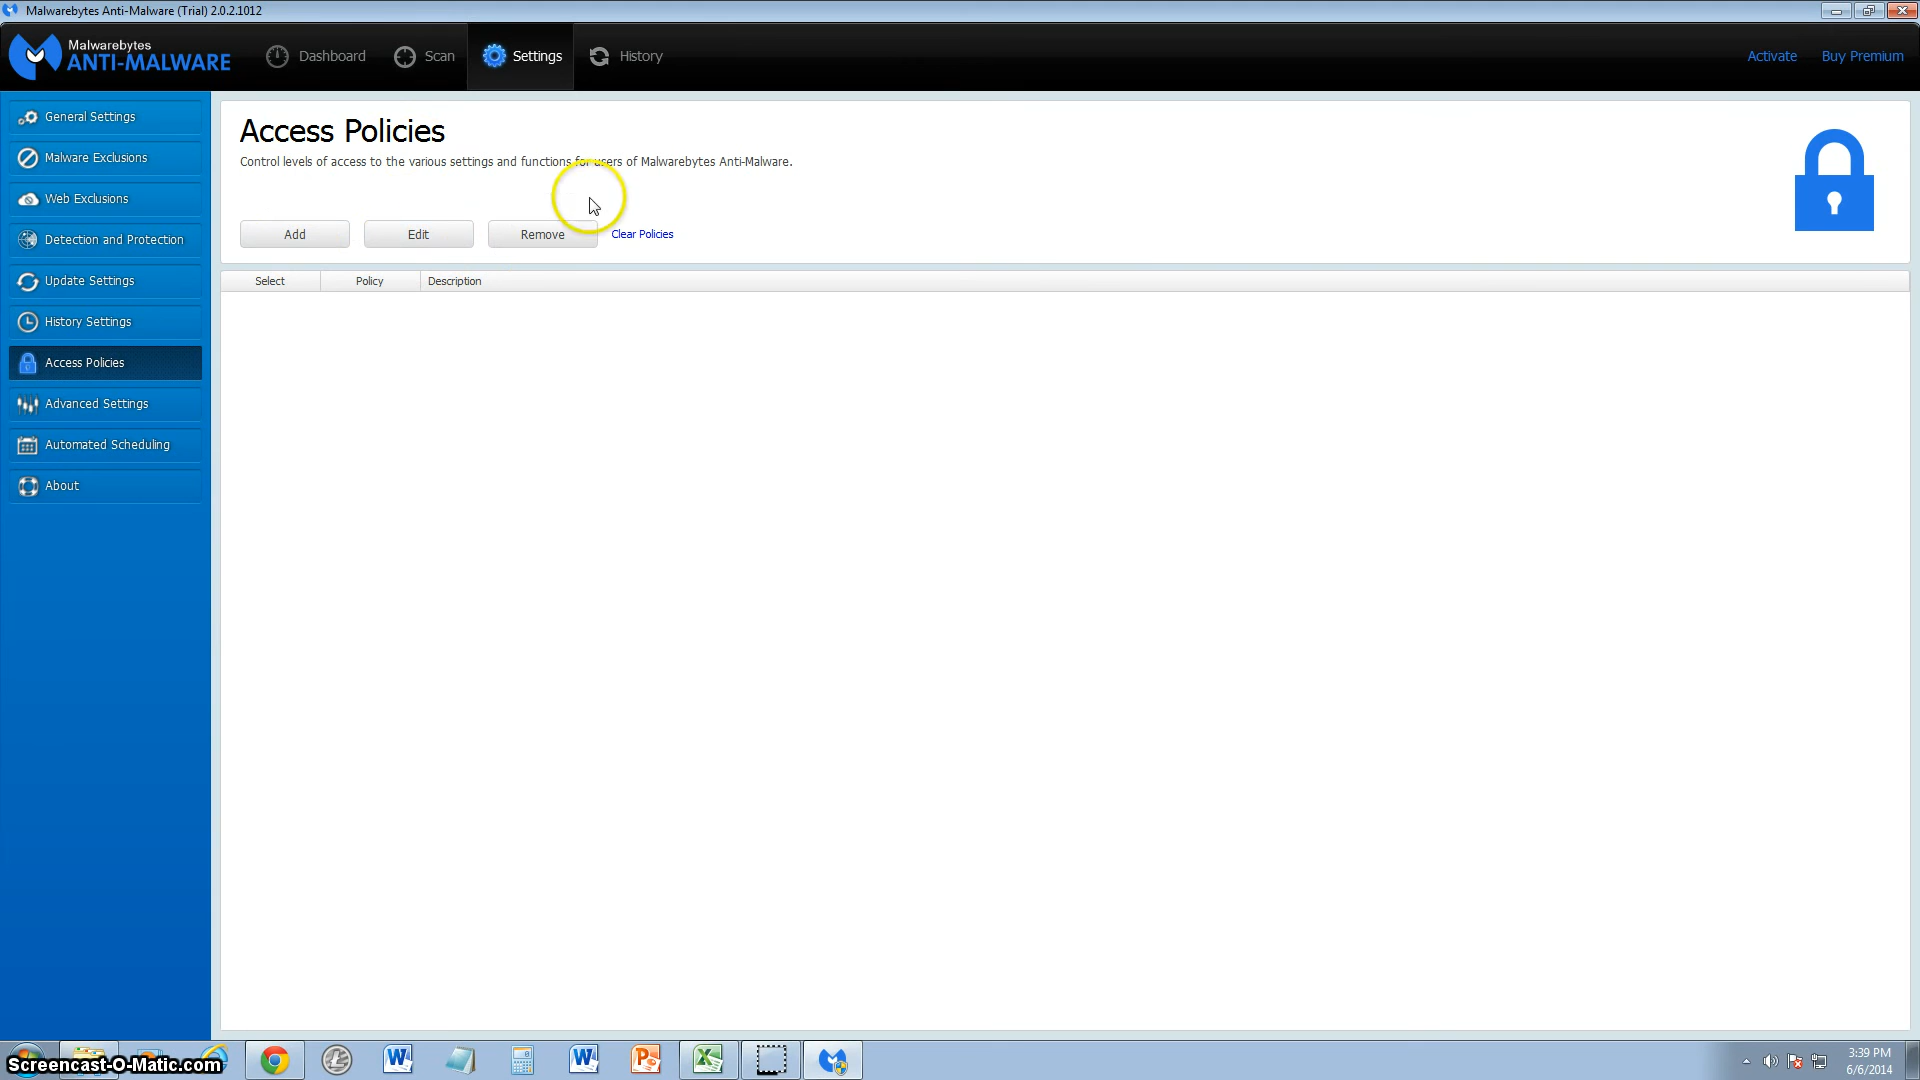 Malwarebytes Anti-Malware (Trial) 2.0.2.1012
Malwarebytes
ANTI-MALWARE
Dashboard
Scan
Settings
History
Activate
Buy Premium
General Settings
Malware Exclusions
Web Exclusions
Detection and Protection
Update Settings
History Settings
Access Policies
Advanced Settings
Automated Scheduling
About
Access Policies
Control levels of access to the various settings and functions for users of Malwarebytes Anti-Malware.
Add
Edit
Remove
Clear Policies
Select
Policy
Description
Screencast-O-Matic.com
3:39 PM
6/6/2014